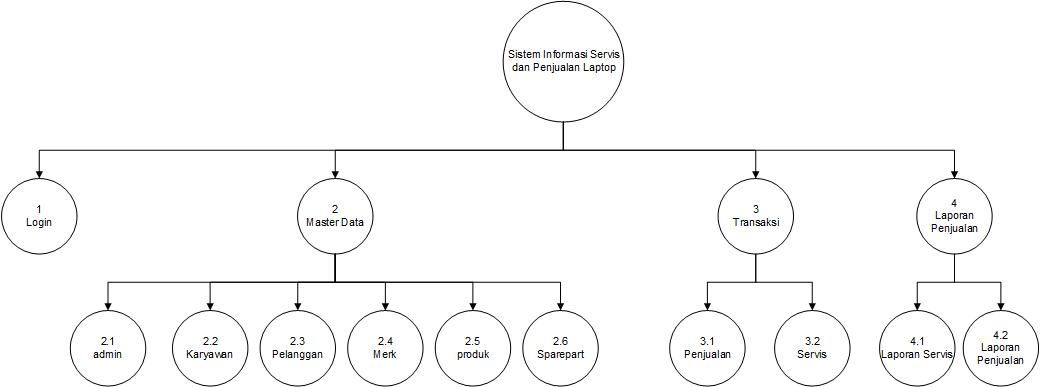 Sistem Informasi Servis
dan Penjualan Laptop
1
Login
2
Master Data
3
Transaksi
4
Laporan
Penjualan
2.1
admin
2.2
Karyawan
2.3
Pelanggan
2.4
Merk
2.5
produk
2.6
Sparepart
3.1
Penjualan
3.2
Servis
4.1
Laporan Servis
4.2
Laporan
Penjualan